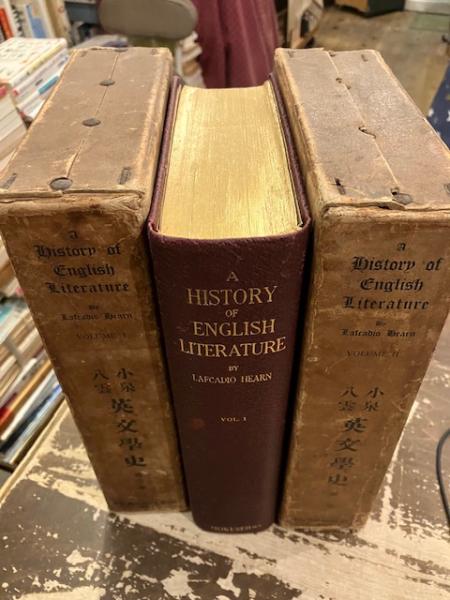 A
History of
English
Literature
By
Lafcadio Hearn
VOLUME I
小泉
八雲
英文學史
A
HISTORY
OF
ENGLISH
LITERATURE
BY
LAFCADIO HEARN
VOL. I
HOKUSEIDO
A
History of
English
Literature
By
Lafcadio Hearn
VOLUME II
小泉
八雲
英文學史